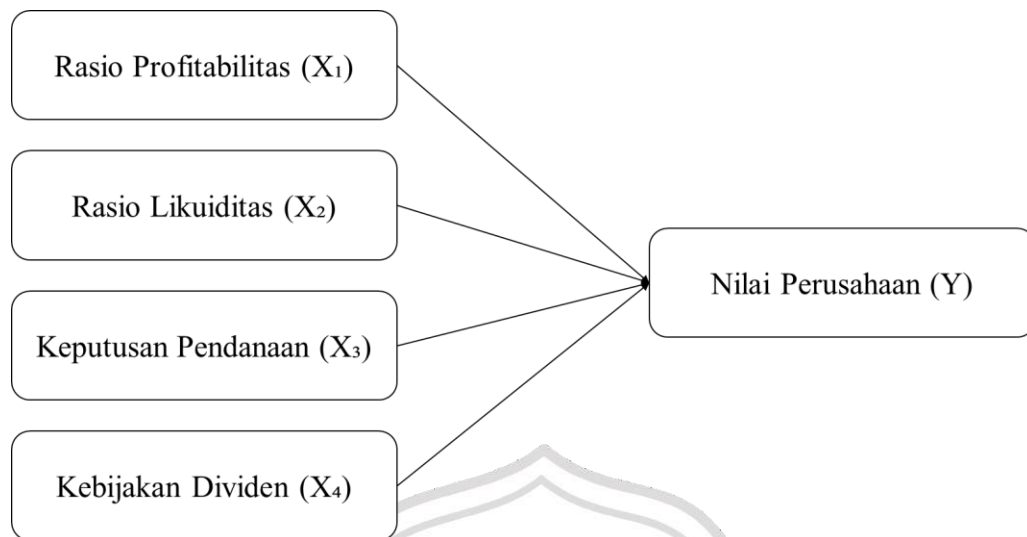 Rasio Profitabilitas (X₁)
Rasio Likuiditas (X₂)
Keputusan Pendanaan (X₃)
Kebijakan Dividen (X₄)
Nilai Perusahaan (Y)